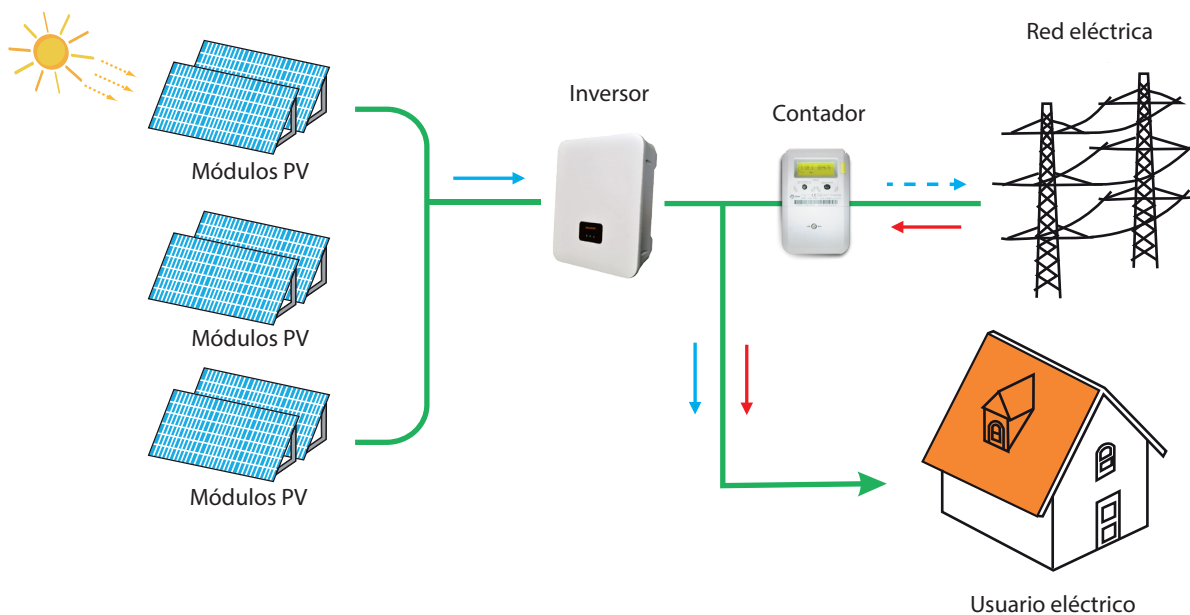 Red eléctrica
Inversor
Contador
Módulos PV
Módulos PV
Módulos PV
Usuario eléctrico